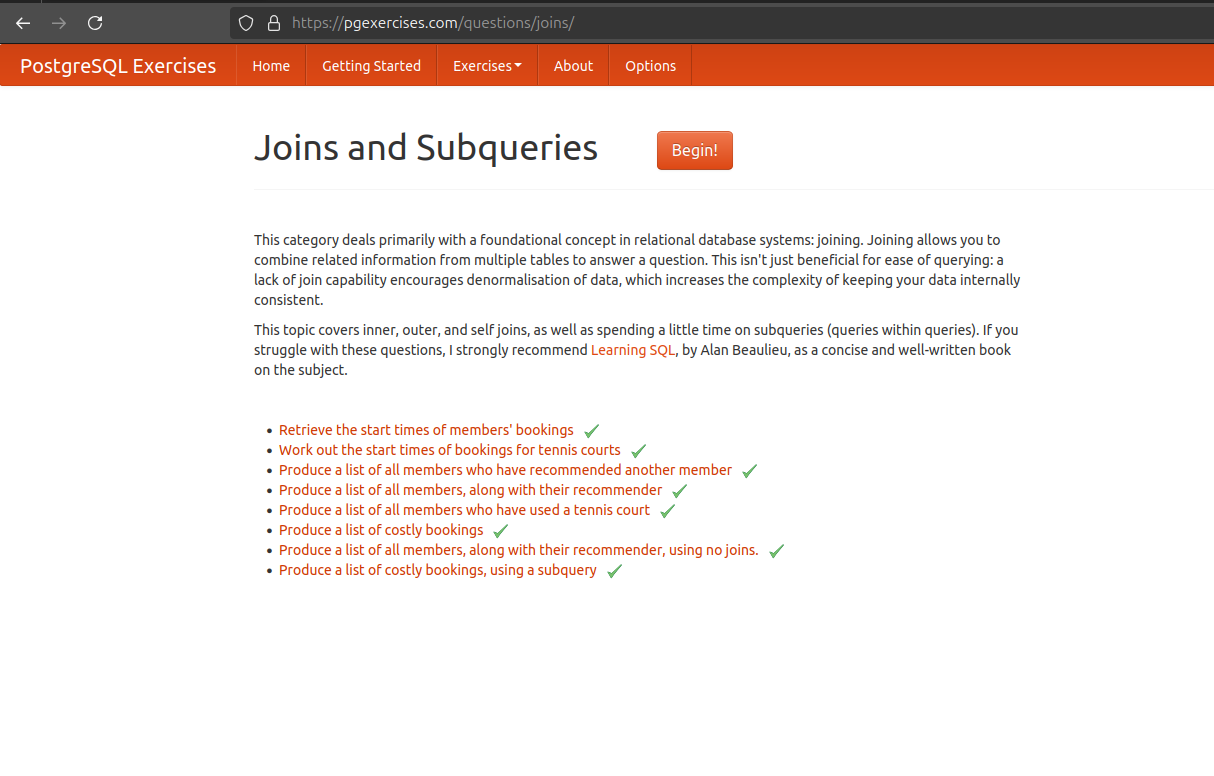 https://pgexercises.com/questions/joins/
PostgreSQL Exercises Home Getting Started Exercises About Options
Joins and Subqueries Begin!
This category deals primarily with a foundational concept in relational database systems: joining. Joining allows you to
combine related information from multiple tables to answer a question. This isn't just beneficial for ease of querying: a
lack of join capability encourages denormalisation of data, which increases the complexity of keeping your data internally
consistent.
This topic covers inner, outer, and self joins, as well as spending a little time on subqueries (queries within queries). If you
struggle with these questions, I strongly recommend Learning SQL, by Alan Beaulieu, as a concise and well-written book
on the subject.
Retrieve the start times of members' bookings
Work out the start times of bookings for tennis courts
Produce a list of all members who have recommended another member
Produce a list of all members, along with their recommender
Produce a list of all members who have used a tennis court
Produce a list of costly bookings
Produce a list of all members, along with their recommender, using no joins.
Produce a list of costly bookings, using a subquery